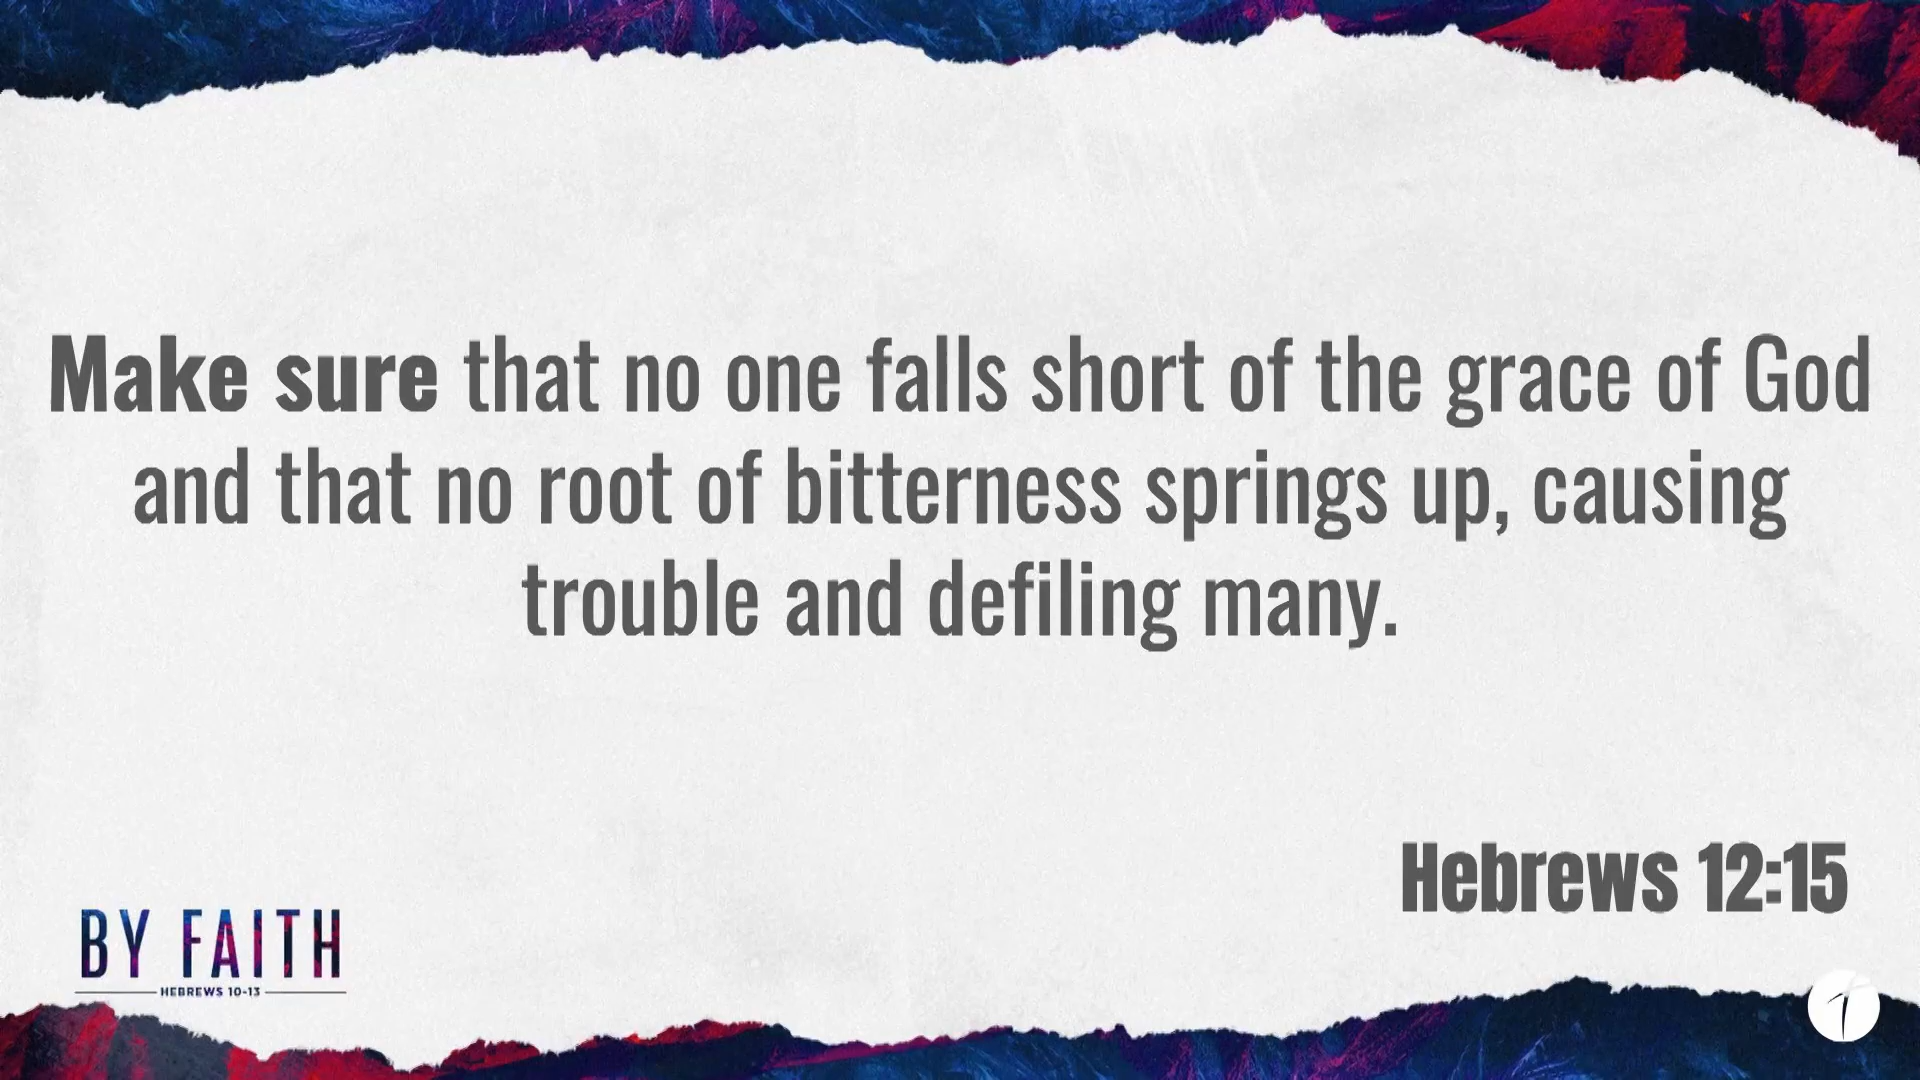 Make sure that no one falls short of the grace of God
and that no root of bitterness springs up, causing
trouble and defiling many.
Hebrews 12:15
BY FAITH
HEBREWS 10-13